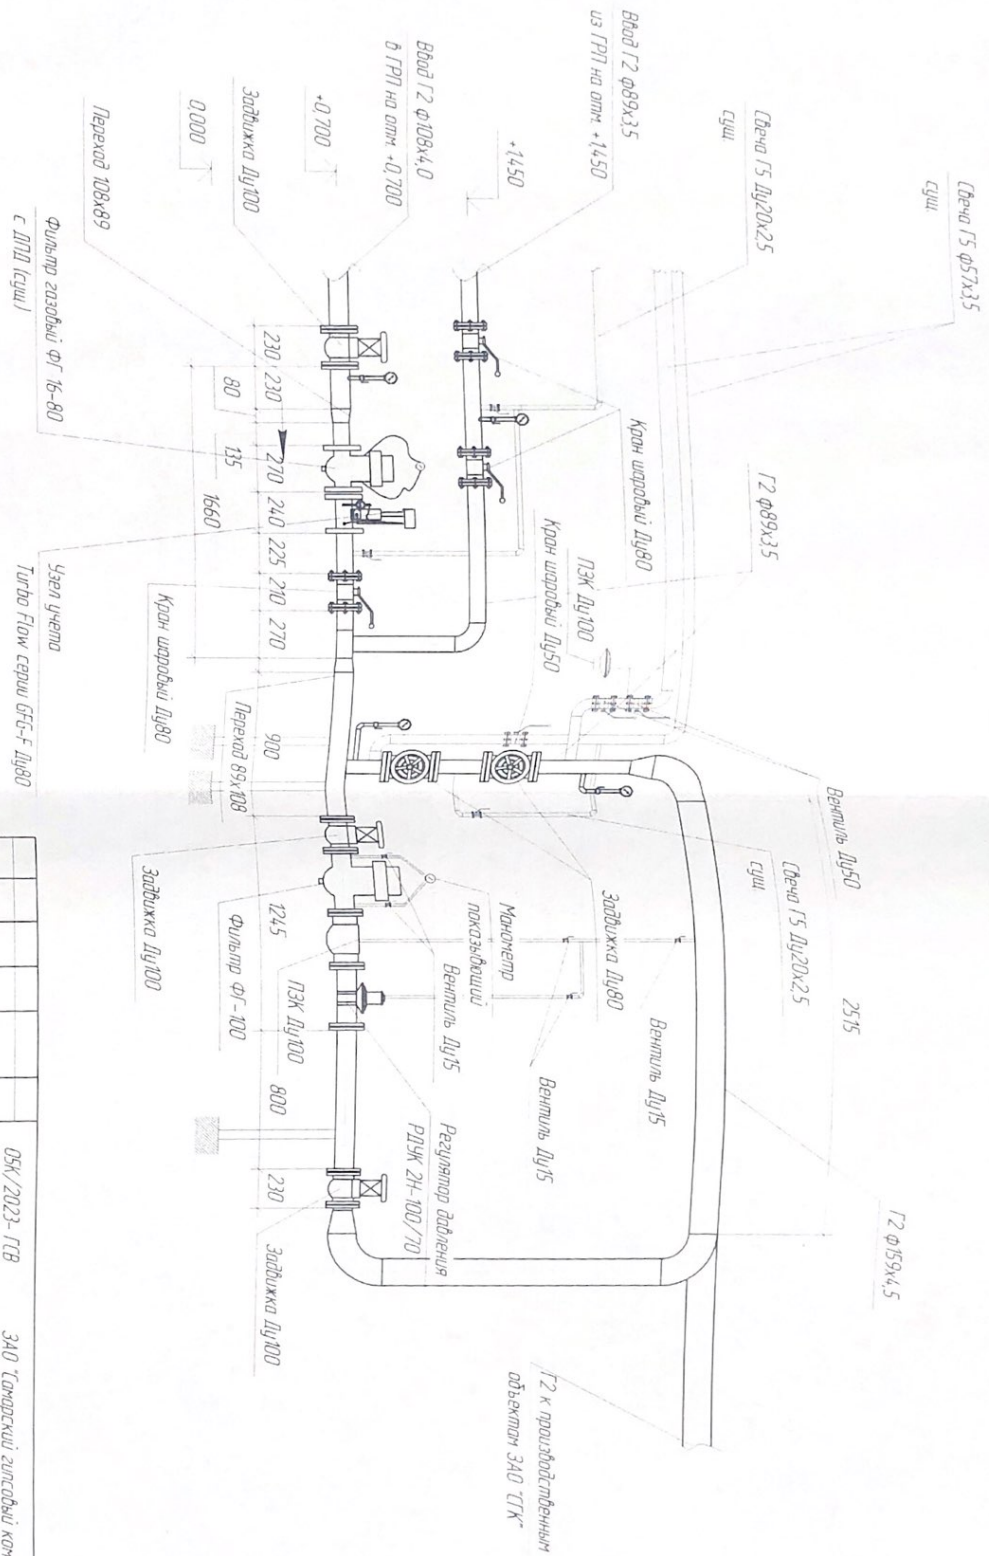 Свеча Г5 ф57х3,5
сущ.
Свеча Г5 Ду20х2,5
сущ.
Ввод Г2 ф89х3,5
из ГРП на отм. +1,450
+1,450
Ввод Г2 ф108х4,0
в ГРП на отм. +0,700
+0,700
Задвижка Ду100
0,000
Переход 108х89
Фильтр газовый ФГ 16-80
с ДПД (сущ.)
Узел учета
Turbo Flow серии GFG-F Ду80
Г2 ф89х3,5
Кран шаровый Ду80
ПЗК Ду100
Кран шаровый Ду50
230
230
270
240
225
210
270
900
1245
800
230
80
135
1660
Кран шаровый Ду80
Переход 89х108
Вентиль Ду50
Свеча Г5 Ду20х2,5
сущ.
2515
Задвижка Ду80
Манометр
показывающий
Вентиль Ду15
Вентиль Ду15
Вентиль Ду15
Задвижка Ду100
Фильтр ФГ-100
ПЗК Ду100
Регулятор давления
РДУК 2Н-100/70
Задвижка Ду100
Г2 ф159х4,5
Г2 к производственным
объектам ЗАО "СГК"
05К/2023- ГСВ
ЗАО "Самарский гипсовый ком